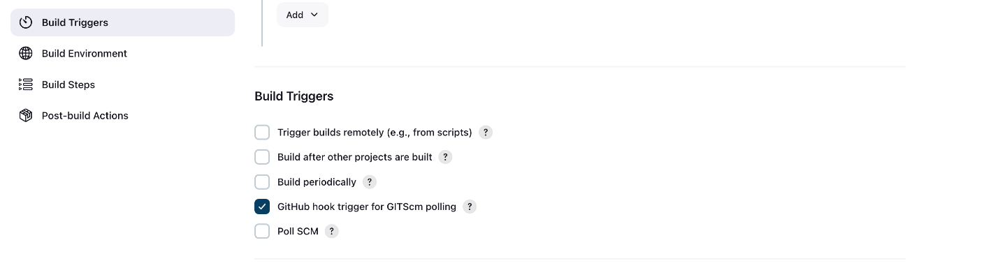 Build Triggers
Build Environment
Build Steps
Post-build Actions
Add
Build Triggers
Trigger builds remotely (e.g., from scripts) ?
Build after other projects are built ?
Build periodically ?
GitHub hook trigger for GITScm polling ?
Poll SCM ?